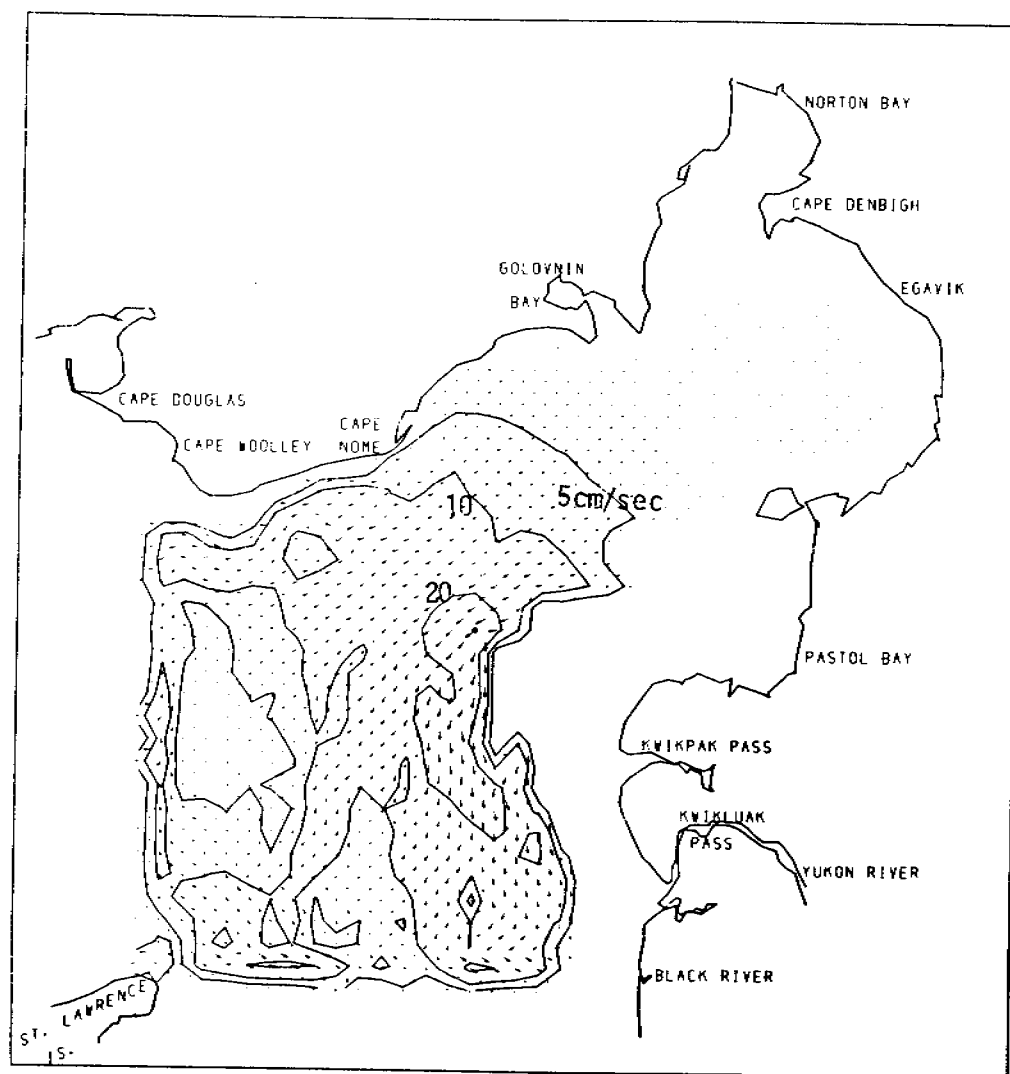 NORTON BAY
CAPE DENBIGH
GOLOVNIN
BAY
EGAVIK
CAPE DOUGLAS
CAPE
CAPE WOOLLEY NOME
10
5cm/sec
20
PASTOL BAY
KWIKPAK PASS
KWIKLUAK
PASS
YUKON RIVER
BLACK RIVER
ST. LAWRENCE
IS.